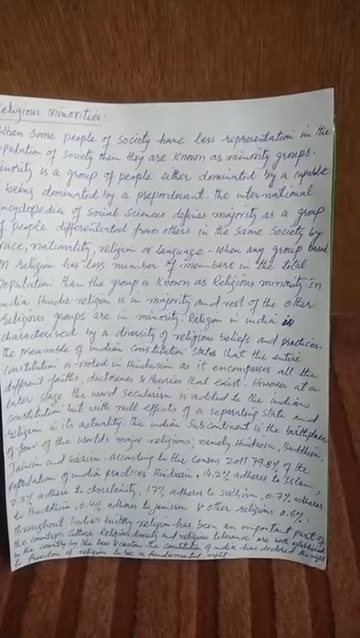 Religious Minorities:
When some people of society have less representation in the
population of society then they are known as minority groups.
minority is a group of people either dominated by a capable
being dominated by a preponderant. the international
encyclopedia of social sciences defines majority as a group
of people differentiated from others in the same society by
race, nationality, religion or language. When any group based
on religion has less number of members in the total
population than the group is known as Religious minority in
india Hindu religion is in majority and rest of the other
religious groups are in minority. Religion in india is
characterised by a diversity of religious beliefs and practices.
the preamble of indian constitution states that the entire
constitution is rooted in Hinduism as it encompasses all the
different faiths, doctrines & theories that exist. However at a
later stage the word secularism is added to the indian
constitution but with null effects of a seperating state and
religion in its actuality. the indian subcontinent is the birthplace
of four of the worlds major religions; namely Hinduism, Buddhism,
Jainism and Sikhism. According to the Census 2011 79.8% of the
population of india practices Hinduism, 14.2% adheres to Islam,
2.3% adhere to christianity, 1.7% adheres to Sikhism, 0.7% adheres
to Buddhism, 0.4% adheres to Jainism & other religions 0.6%.
throughout indian history religion has been an important part of
the country's culture Religious diversity and religious tolerance are both established
in the country by the law & custom the constitution of india has declared the right
to freedom of religion to be a fundamental right.